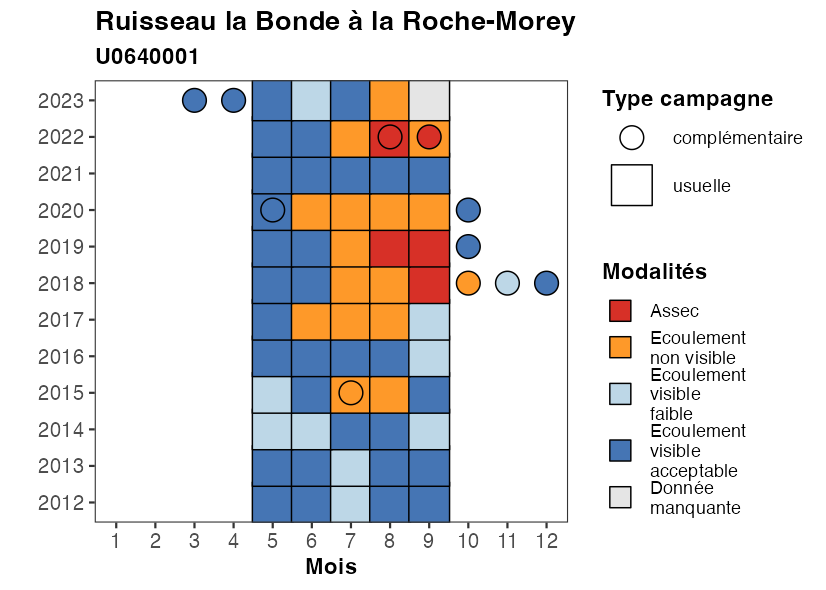 Ruisseau la Bonde à la Roche-Morey
U0640001
2023
2022
2021
2020
2019
2018
2017
2016
2015
2014
2013
2012
1 2 3 4 5 6 7 8 9 10 11 12
Mois
Type campagne
complémentaire
usuelle
Modalités
Assec
Ecoulement
non visible
Ecoulement
visible
faible
Ecoulement
visible
acceptable
Donnée
manquante